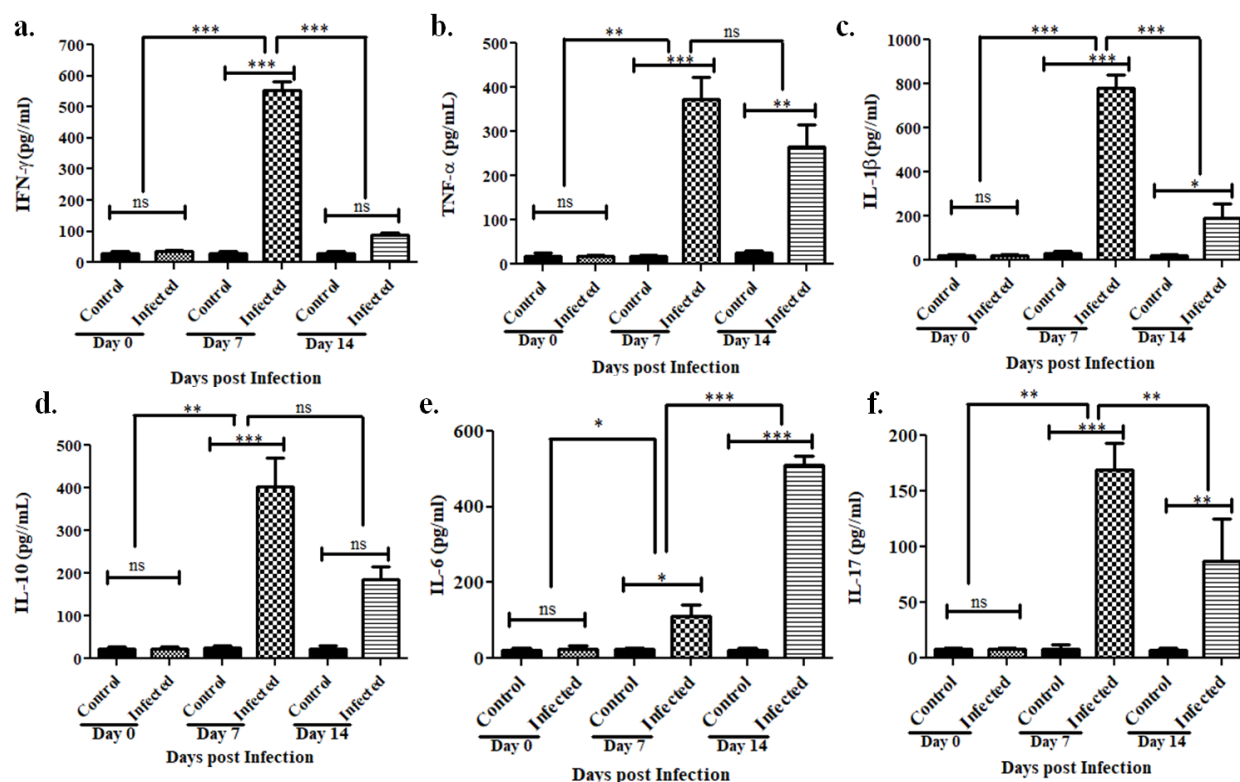 a.
*** ***
***
ns
ns
IFN-γ (pg//ml)
700
600
500
400
300
200
100
0
Control Infected Control Infected Control Infected
Day 0 Day 7 Day 14
Days post Infection
b.
** ns
***
**
ns
TNF-α (pg/mL)
500
400
300
200
100
0
Control Infected Control Infected Control Infected
Day 0 Day 7 Day 14
Days post Infection
c.
*** ***
***
*
ns
IL-1β (pg//ml)
1000
800
600
400
200
0
Control Infected Control Infected Control Infected
Day 0 Day 7 Day 14
Days post Infection
d.
** ns
***
ns
ns
IL-10 (pg//mL)
500
400
300
200
100
0
Control Infected Control Infected Control Infected
Day 0 Day 7 Day 14
Days post Infection
e.
***
*
***
*
ns
IL-6 (pg/ml)
600
400
200
0
Control Infected Control Infected Control Infected
Day 0 Day 7 Day 14
Days post Infection
f.
** **
***
**
ns
IL-17 (pg//ml)
200
150
100
50
0
Control Infected Control Infected Control Infected
Day 0 Day 7 Day 14
Days post Infection